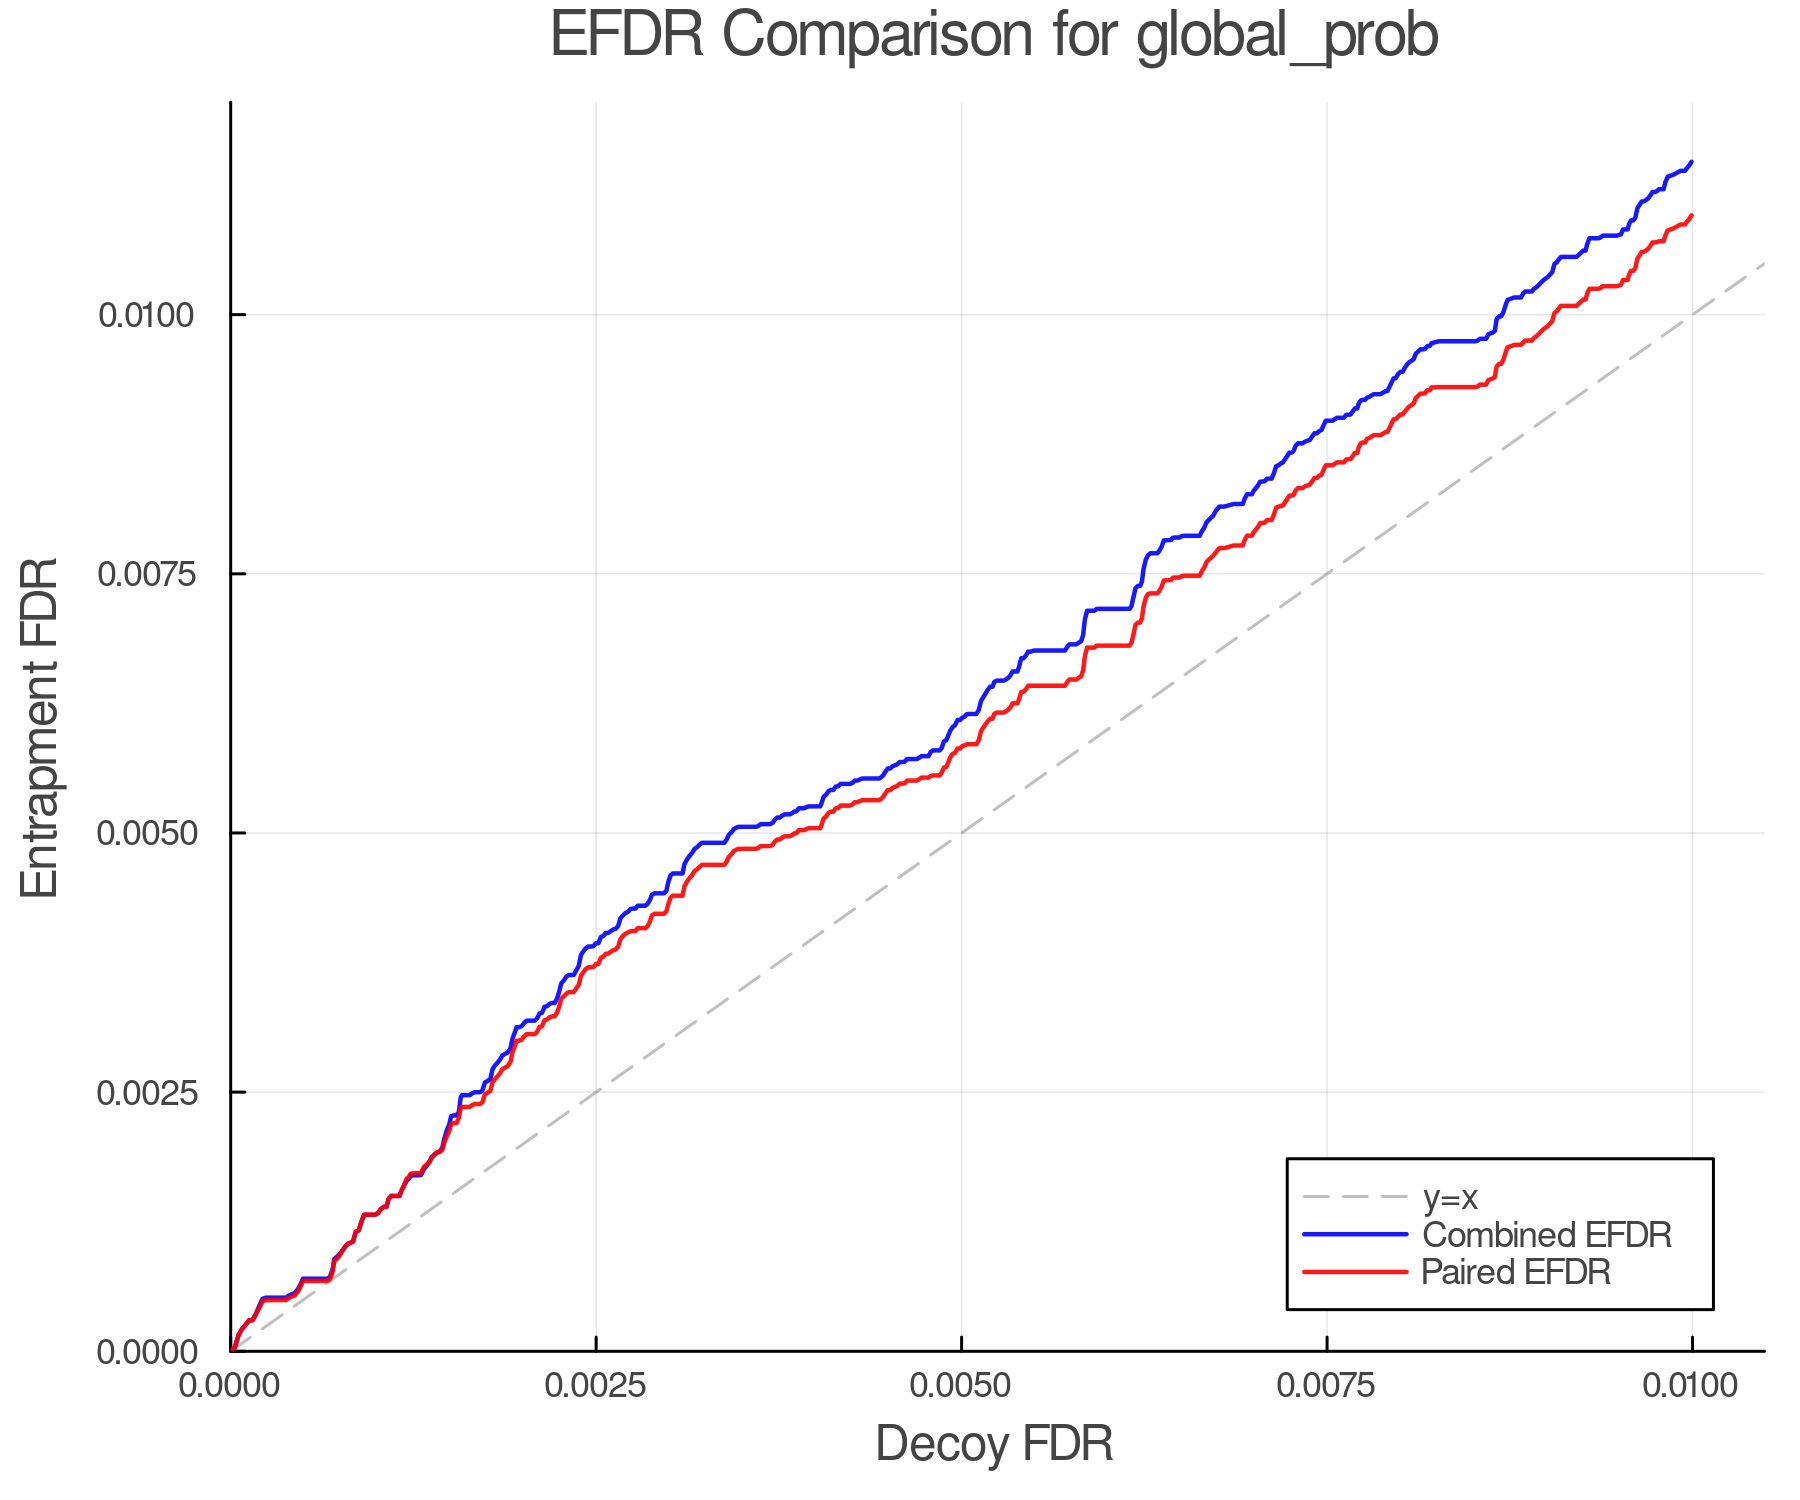 EFDR Comparison for global_prob
Entrapment FDR
0.0100
0.0075
0.0050
0.0025
0.0000
y=x
Combined EFDR
Paired EFDR
0.0000 0.0025 0.0050 0.0075 0.0100
Decoy FDR